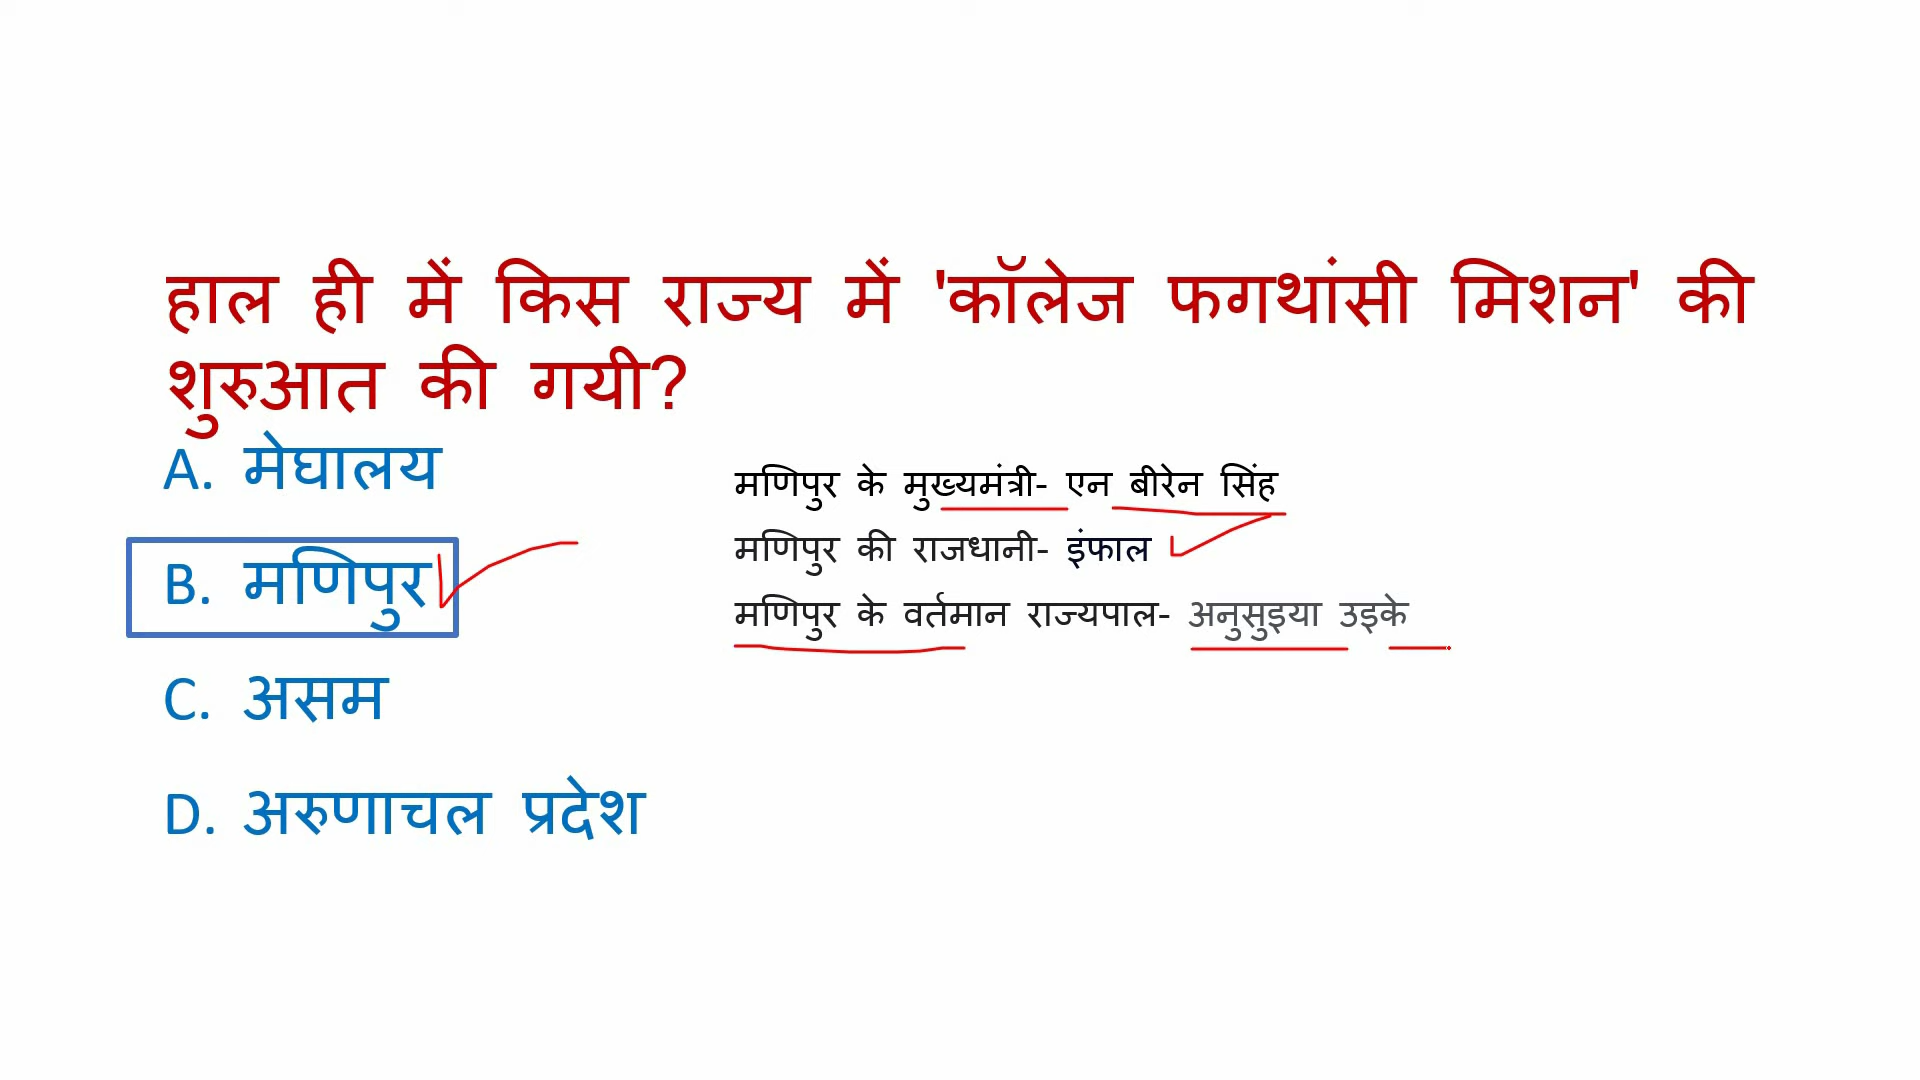 हाल ही में किस राज्य में 'कॉलेज फगथांसी मिशन' की
शुरुआत की गयी?
A. मेघालय
B. मणिपुर
C. असम
D. अरुणाचल प्रदेश
मणिपुर के मुख्यमंत्री- एन बीरेन सिंह
मणिपुर की राजधानी- इंफाल
मणिपुर के वर्तमान राज्यपाल- अनुसुइया उइके